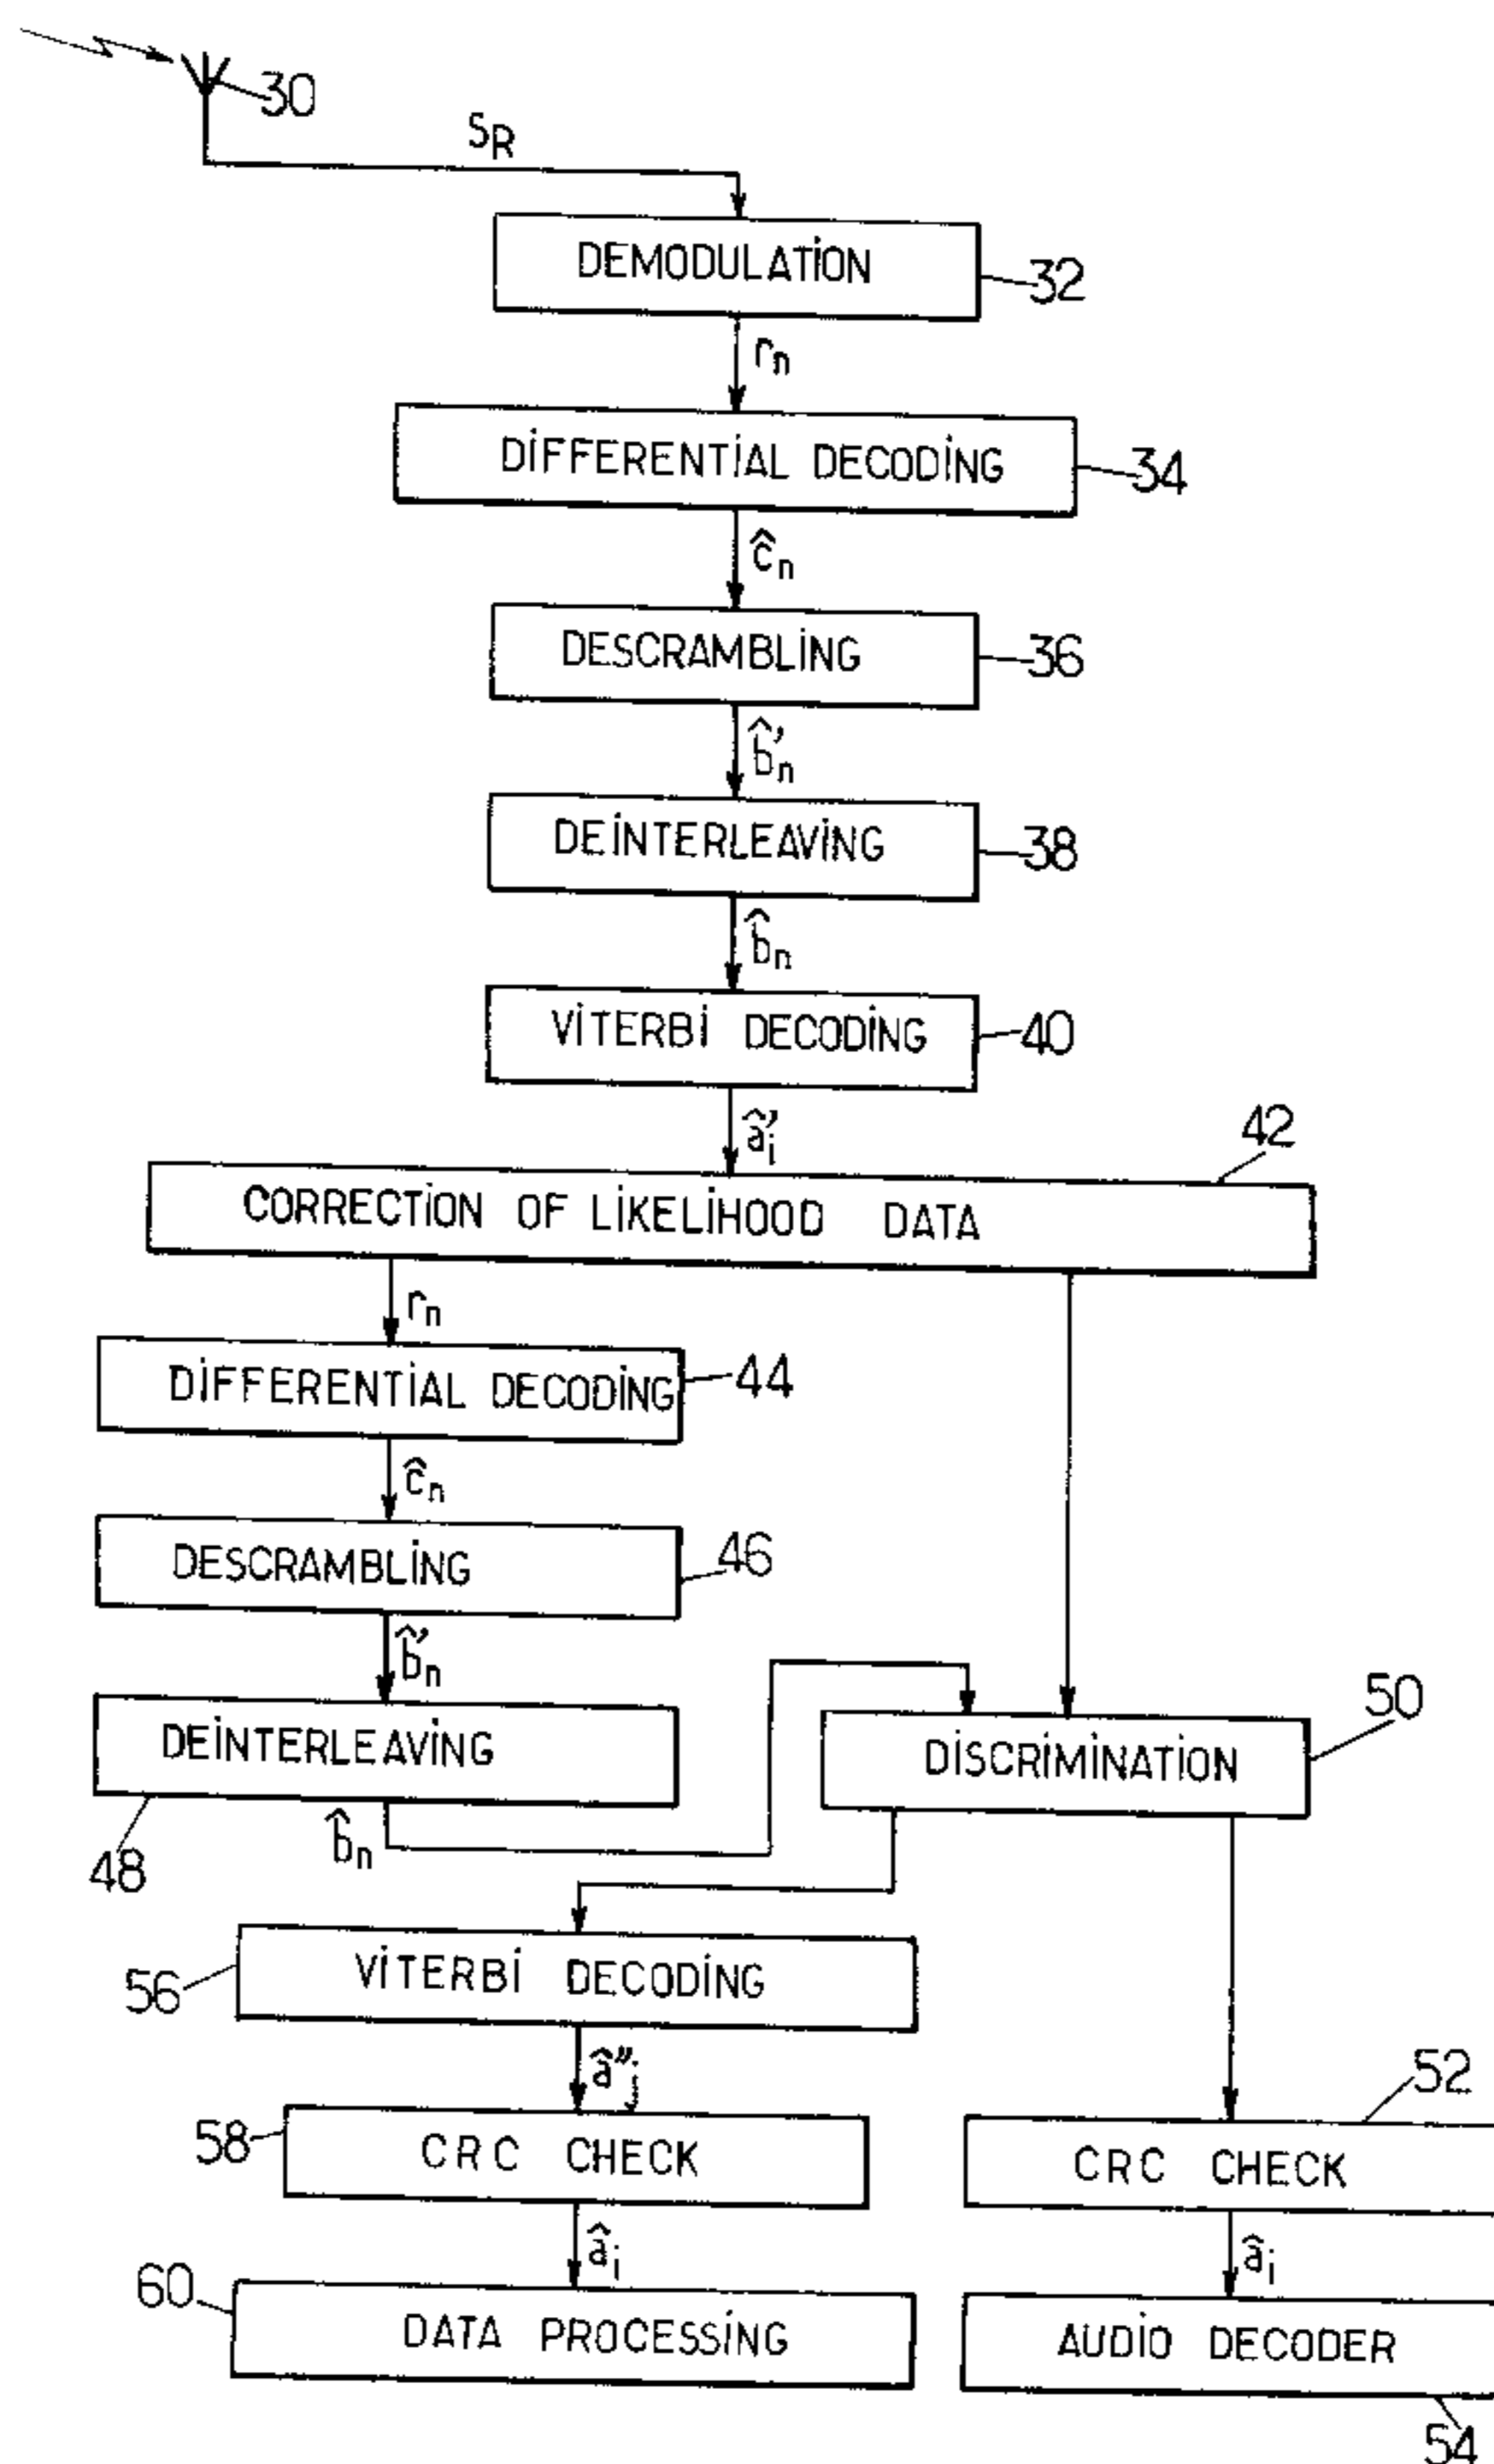 30
S_R
DEMODULATION
32
r_n
DIFFERENTIAL DECODING
34
ĉ_n
DESCRAMBLING
36
b̂'_n
DEINTERLEAVING
38
b̂_n
VITERBI DECODING
40
â'_i
42
CORRECTION OF LIKELIHOOD DATA
r_n
DIFFERENTIAL DECODING
44
ĉ_n
DESCRAMBLING
46
b̂'_n
DEINTERLEAVING
48
b̂_n
50
DISCRIMINATION
56
VITERBI DECODING
â"_j
58
CRC CHECK
52
CRC CHECK
â_i
â_i
60
DATA PROCESSING
AUDIO DECODER
54